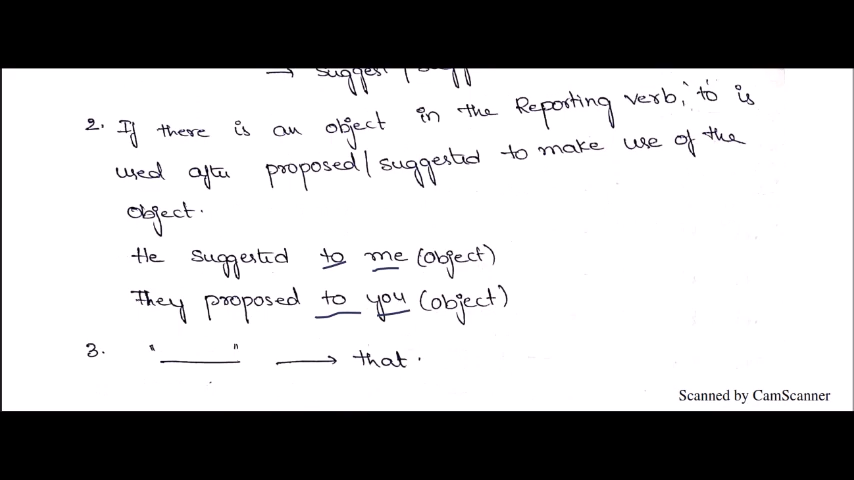 2. If there is an object in the Reporting verb, 'to' is
used after proposed/suggested to make use of the
object.
He suggested to me (object)
They proposed to you (object)
3. "______" → that.
Scanned by CamScanner